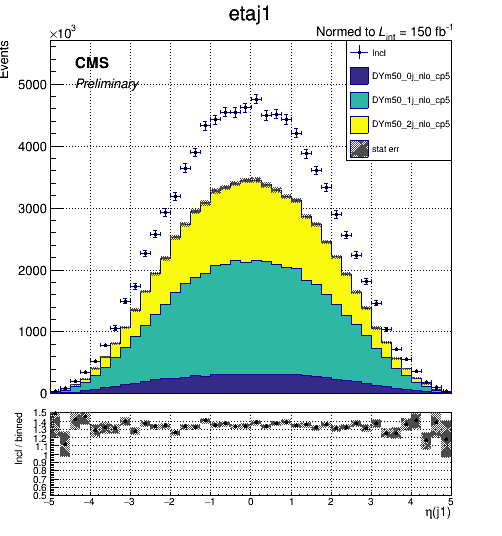 etaj1
Normed to L_int = 150 fb^-1
×10^3
Events
CMS
Preliminary
Incl
DYm50_0j_nlo_cp5
DYm50_1j_nlo_cp5
DYm50_2j_nlo_cp5
stat err
5000
4000
3000
2000
1000
0
Incl / binned
1.5
1.4
1.3
1.2
1.1
1
0.9
0.8
0.7
0.6
0.5
−5 −4 −3 −2 −1 0 1 2 3 4 5
η(j1)